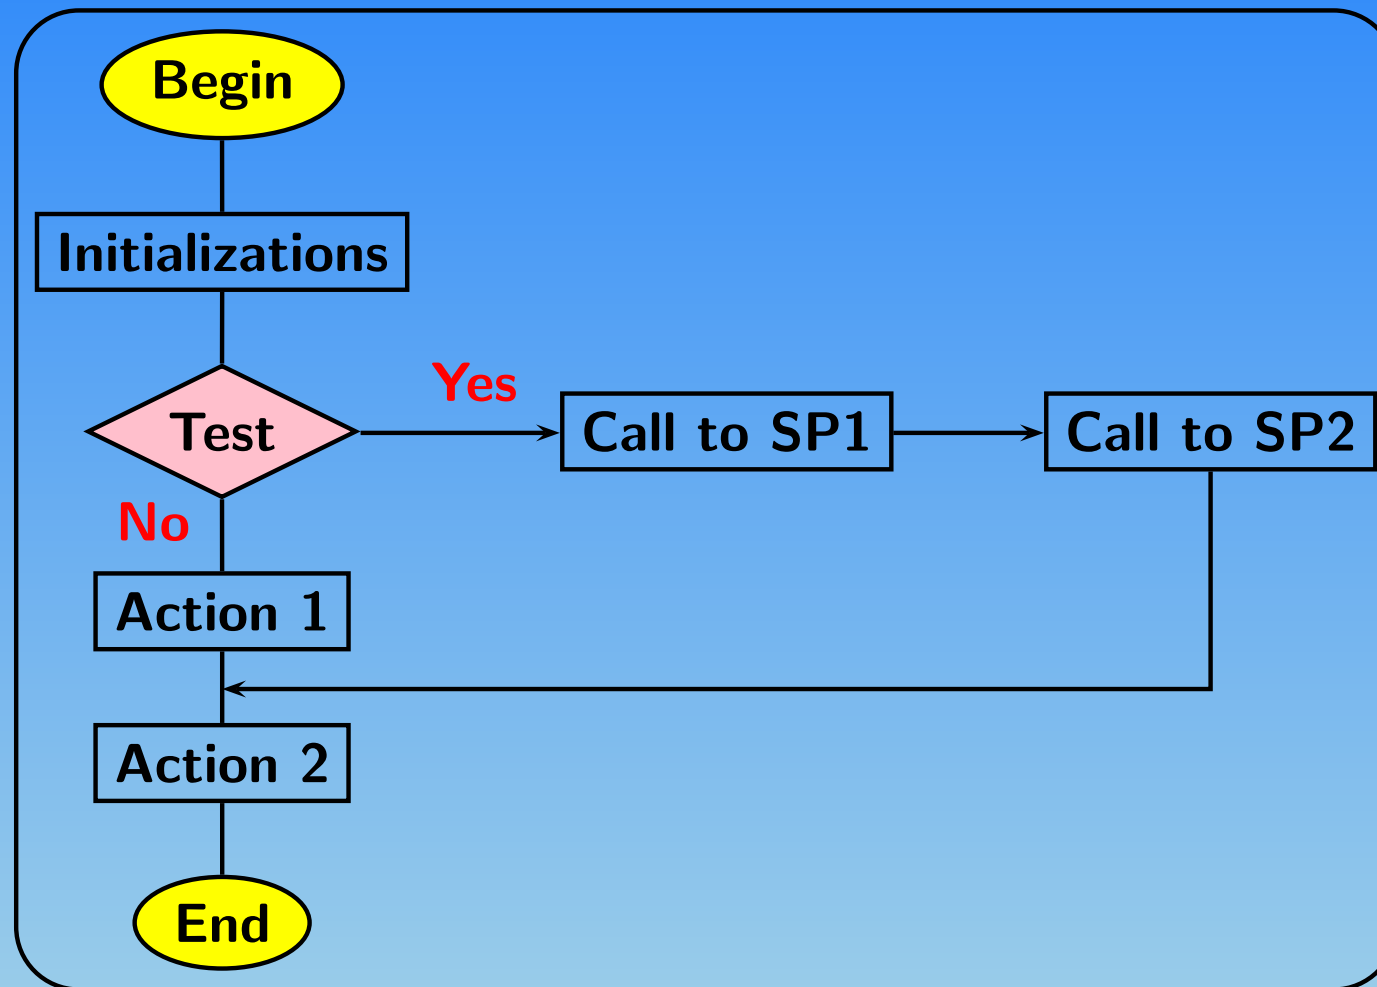 Begin
Initializations
Test
Yes
Call to SP1
Call to SP2
No
Action 1
Action 2
End